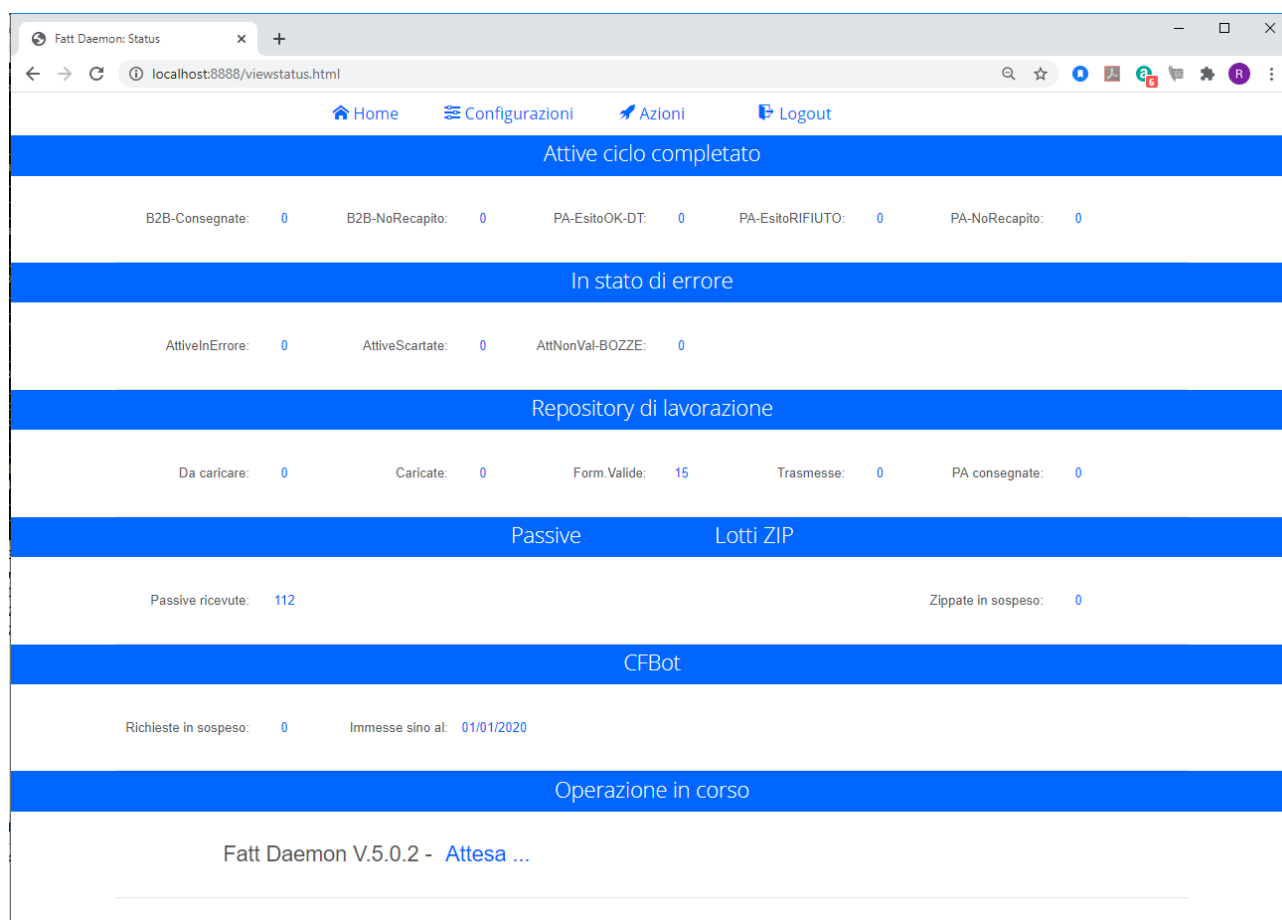 Fatt Daemon: Status
localhost:8888/viewstatus.html
6
R
Home Configurazioni Azioni Logout
Attive ciclo completato
B2B-Consegnate: 0 B2B-NoRecapito: 0 PA-EsitoOK-DT: 0 PA-EsitoRIFIUTO: 0 PA-NoRecapito: 0
In stato di errore
AttiveInErrore: 0 AttiveScartate: 0 AttNonVal-BOZZE: 0
Repository di lavorazione
Da caricare: 0 Caricate: 0 Form.Valide: 15 Trasmesse: 0 PA consegnate: 0
Passive Lotti ZIP
Passive ricevute: 112 Zippate in sospeso: 0
CFBot
Richieste in sospeso: 0 Immesse sino al: 01/01/2020
Operazione in corso
Fatt Daemon V.5.0.2 - Attesa ...